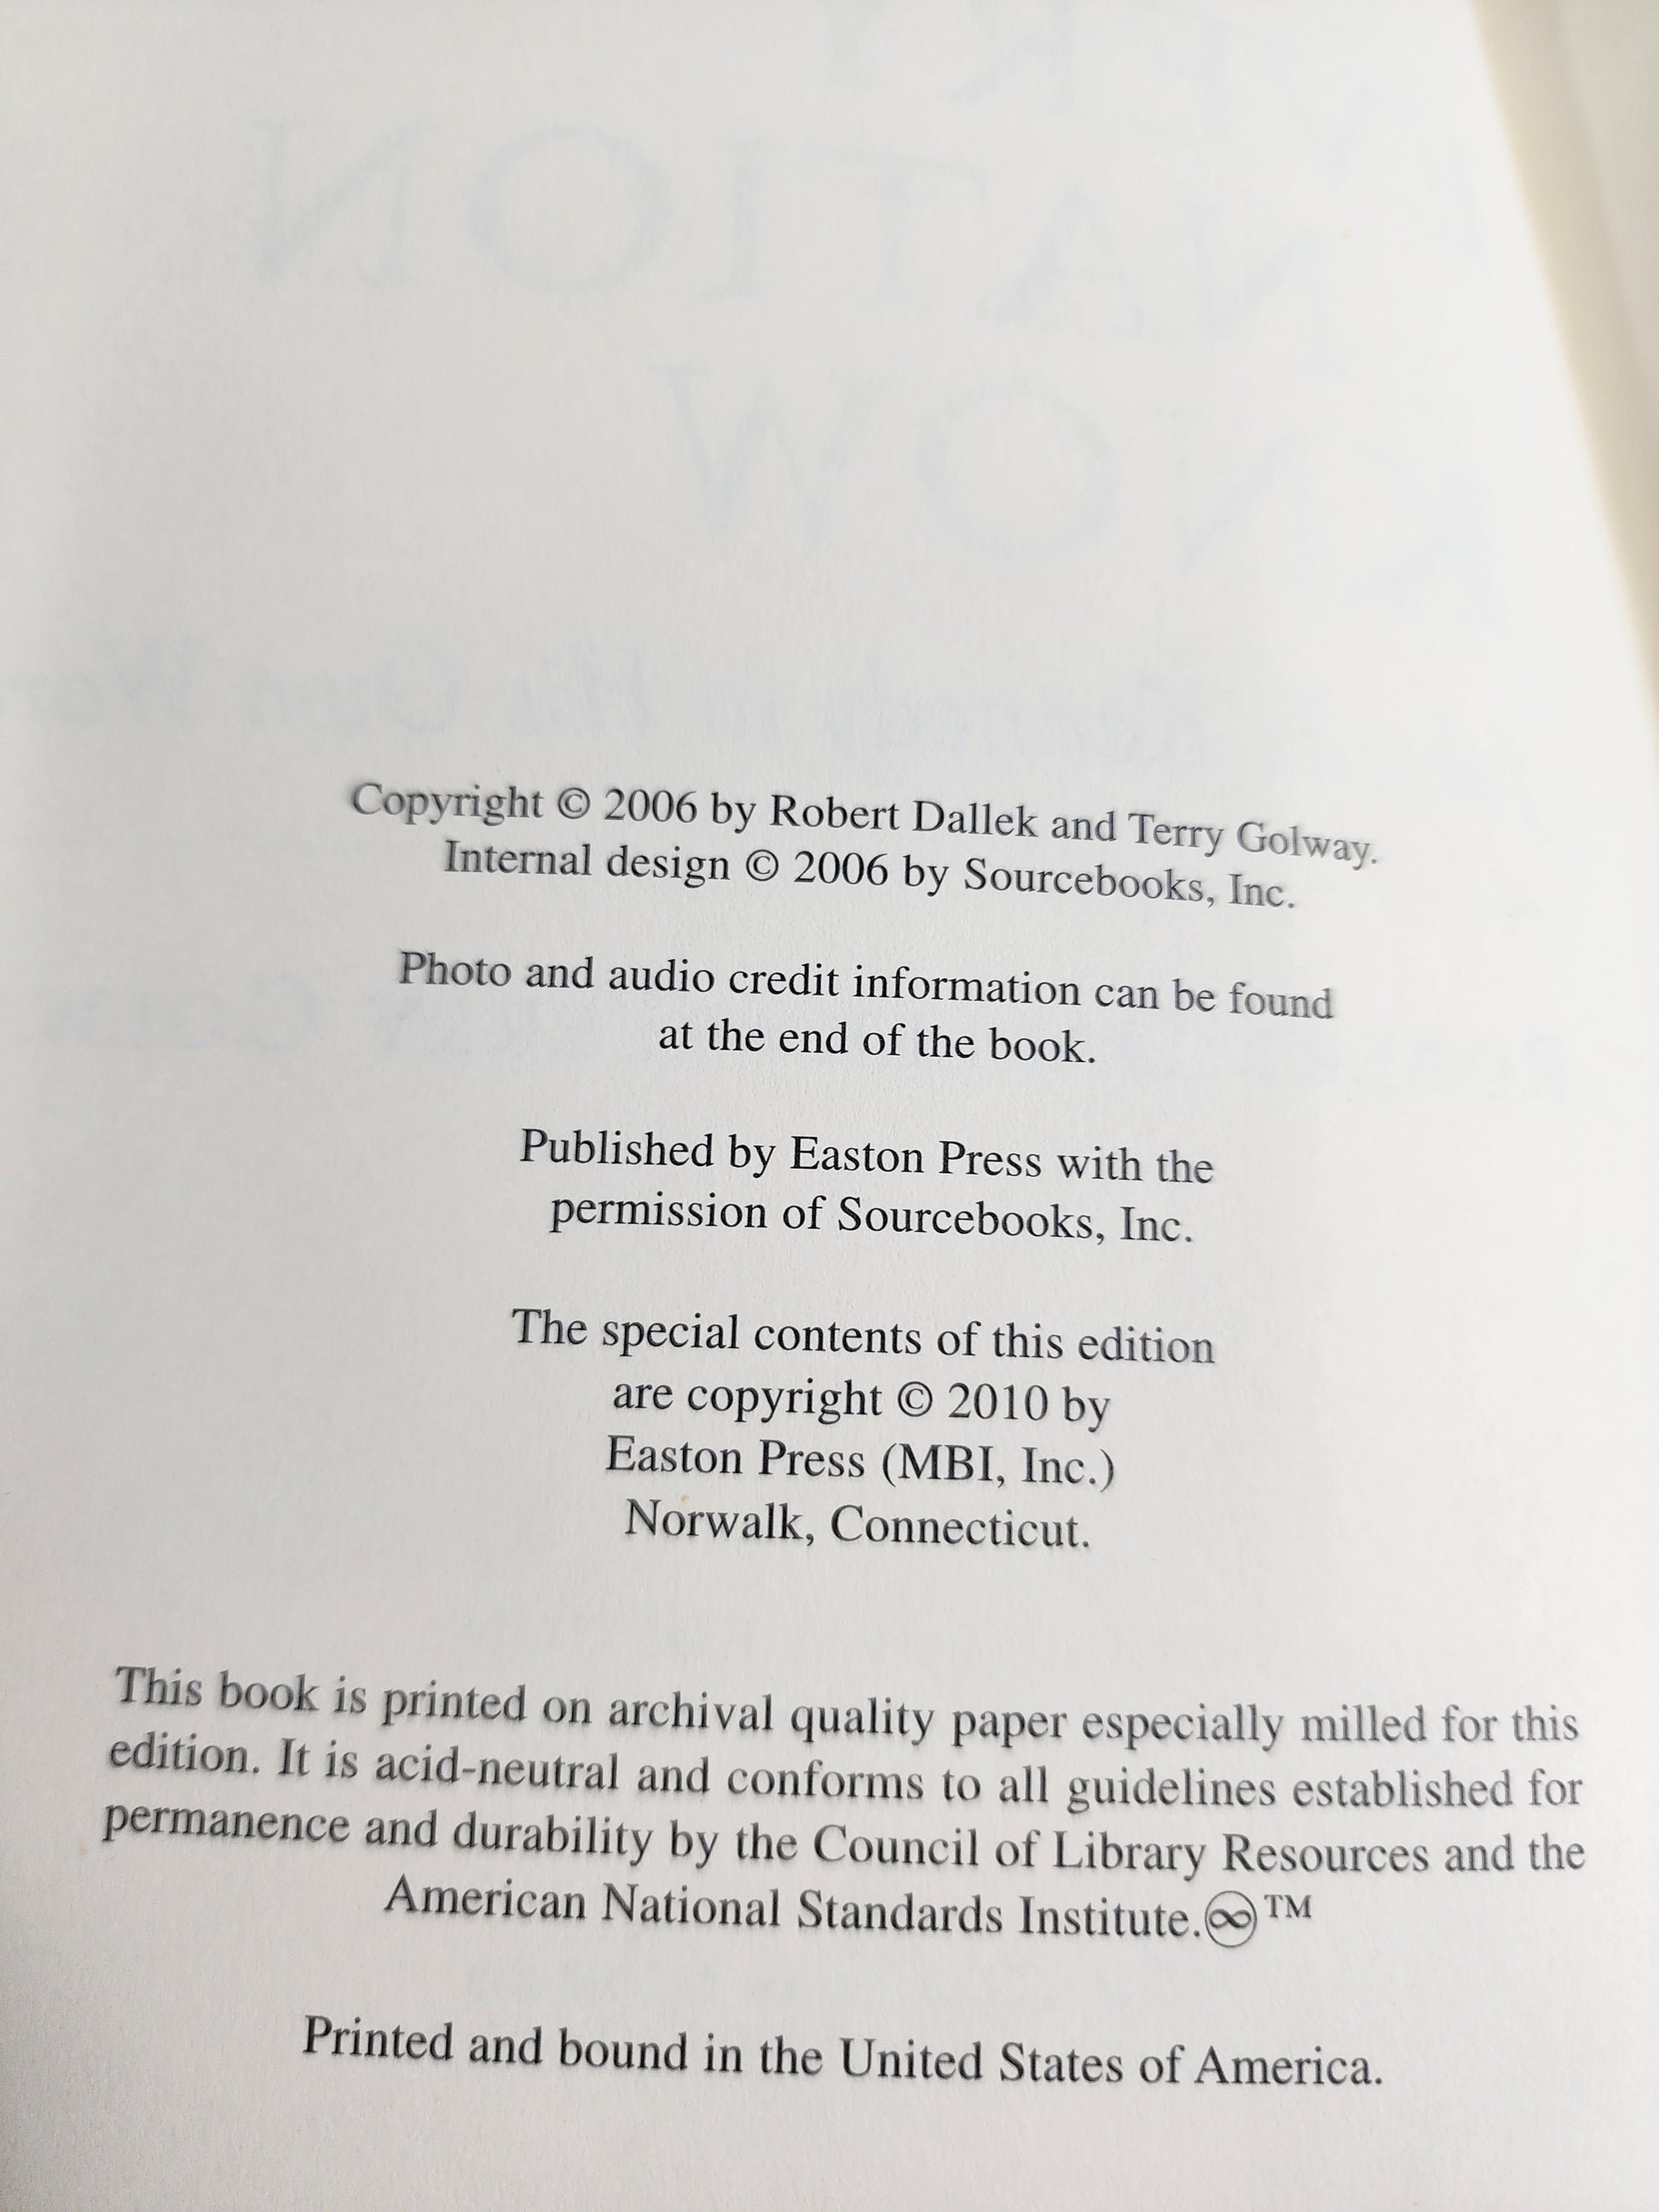 NATION
NOW
Copyright © 2006 by Robert Dallek and Terry Golway.
Internal design © 2006 by Sourcebooks, Inc.
Photo and audio credit information can be found
at the end of the book.
Published by Easton Press with the
permission of Sourcebooks, Inc.
The special contents of this edition
are copyright © 2010 by
Easton Press (MBI, Inc.)
Norwalk, Connecticut.
This book is printed on archival quality paper especially milled for this
edition. It is acid-neutral and conforms to all guidelines established for
permanence and durability by the Council of Library Resources and the
American National Standards Institute.♾™
Printed and bound in the United States of America.